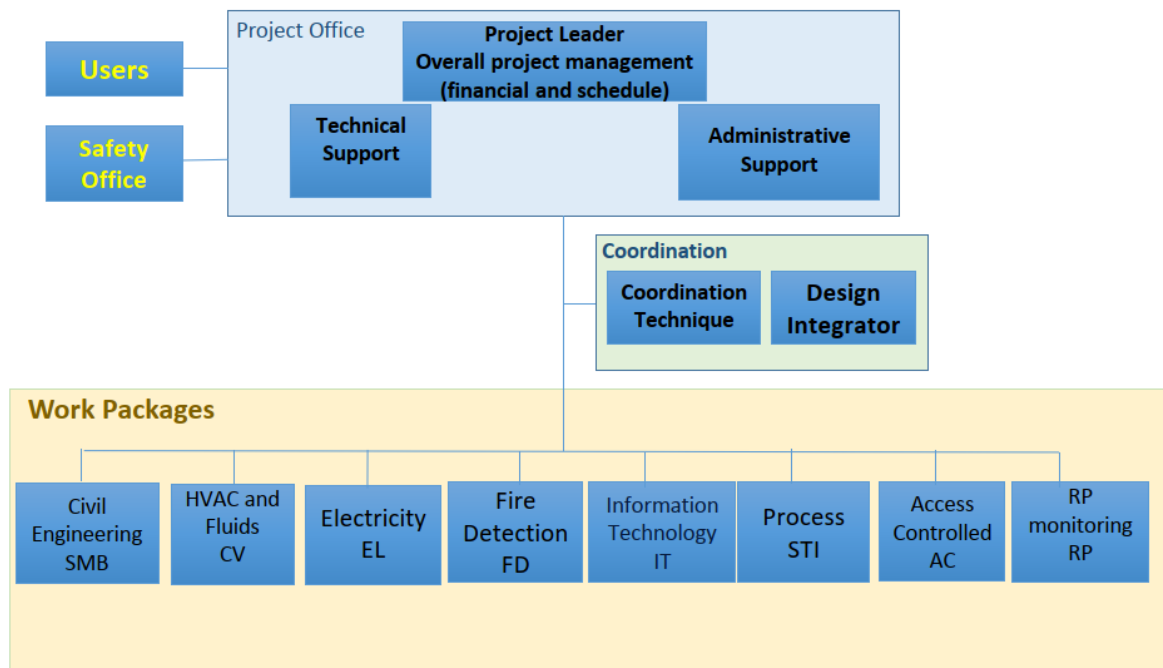 Project Office
Project Leader
Overall project management
(financial and schedule)
Users
Technical
Support
Administrative
Support
Safety
Office
Coordination
Coordination
Technique
Design
Integrator
Work Packages
Civil
Engineering
SMB
HVAC and
Fluids
CV
Electricity
EL
Fire
Detection
FD
Information
Technology
IT
Process
STI
Access
Controlled
AC
RP
monitoring
RP